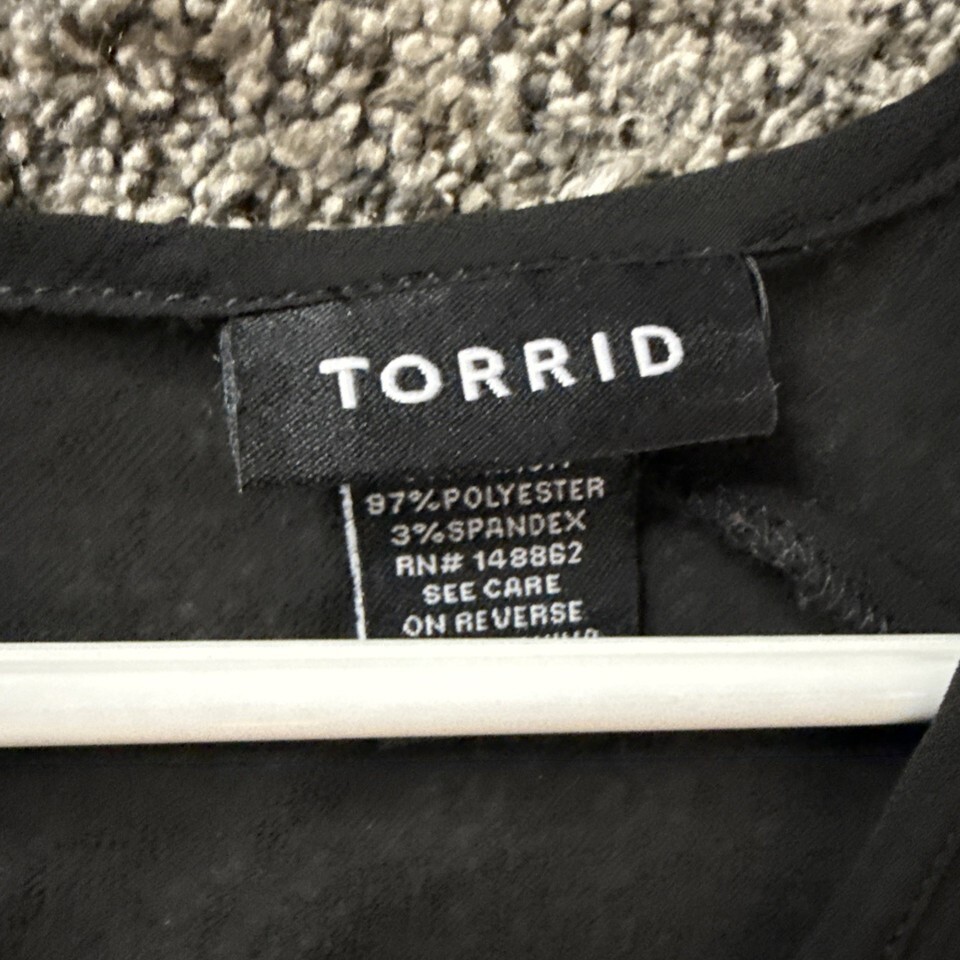 TORRID
97%POLYESTER
3%SPANDEX
RN# 148862
SEE CARE
ON REVERSE